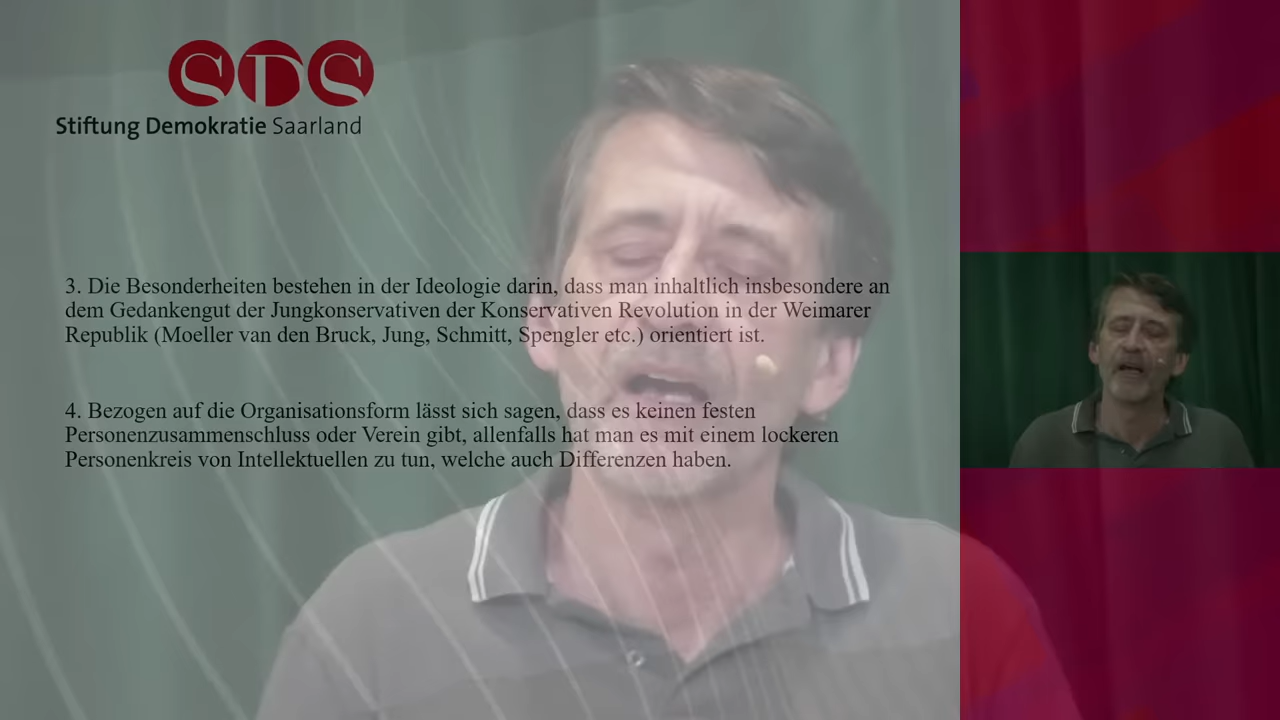 SDS
Stiftung Demokratie Saarland
3. Die Besonderheiten bestehen in der Ideologie darin, dass man inhaltlich insbesondere an
dem Gedankengut der Jungkonservativen der Konservativen Revolution in der Weimarer
Republik (Moeller van den Bruck, Jung, Schmitt, Spengler etc.) orientiert ist.
4. Bezogen auf die Organisationsform lässt sich sagen, dass es keinen festen
Personenzusammenschluss oder Verein gibt, allenfalls hat man es mit einem lockeren
Personenkreis von Intellektuellen zu tun, welche auch Differenzen haben.